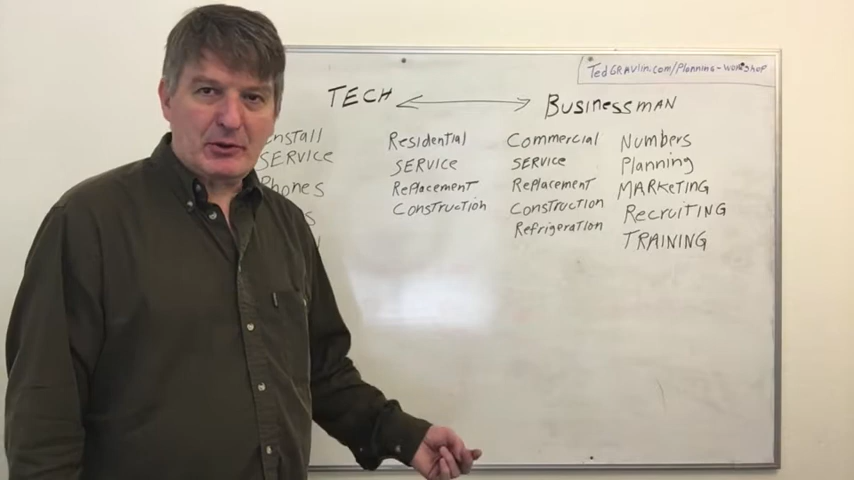 TedGRAVlin.com/Planning-workshop
TECH
BusinessMAN
Install
SERVICE
Phones
Residential
SERVICE
Replacement
Construction
Commercial
SERVICE
Replacement
Construction
Refrigeration
Numbers
Planning
MARKETING
RecruitiNG
TRAINING